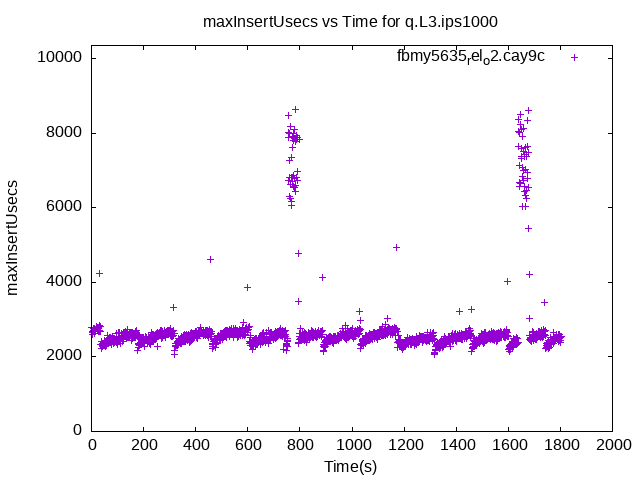 maxInsertUsecs vs Time for q.L3.ips1000
fbmy5635relo2.cay9c
10000
8000
6000
4000
2000
0
maxInsertUsecs
0 200 400 600 800 1000 1200 1400 1600 1800 2000
Time(s)